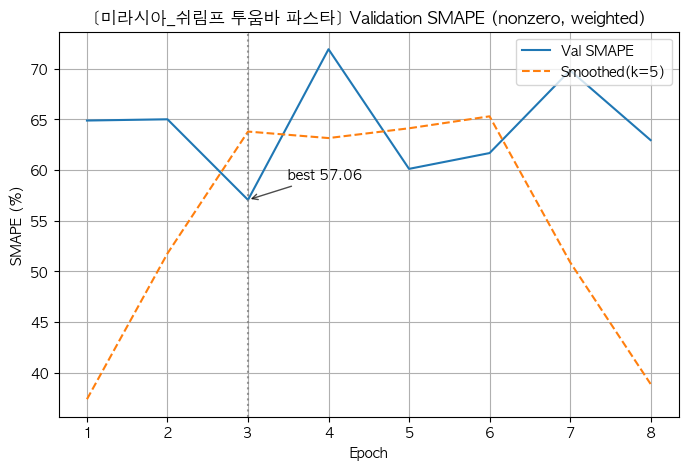 [미라시아_쉬림프 투움바 파스타] Validation SMAPE (nonzero, weighted)
Val SMAPE
Smoothed(k=5)
best 57.06
SMAPE (%)
70
65
60
55
50
45
40
1 2 3 4 5 6 7 8
Epoch